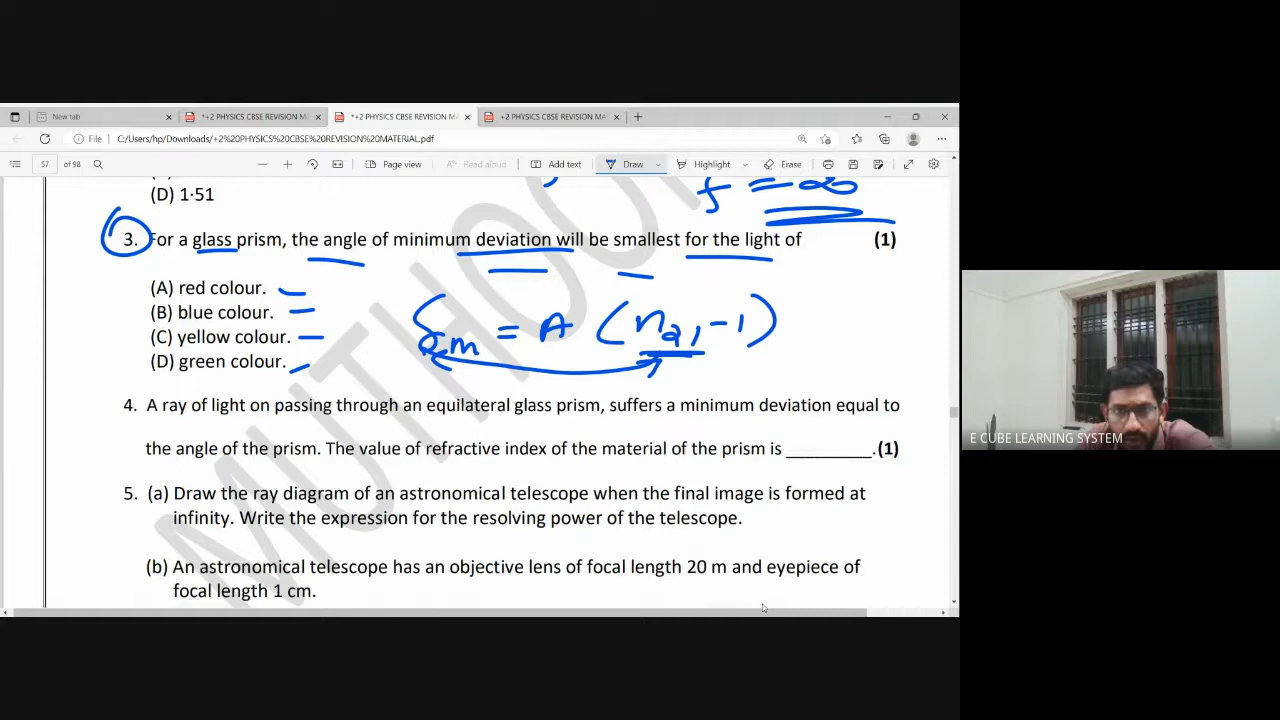 New tab
*+2 PHYSICS CBSE REVISION M
*+2 PHYSICS CBSE REVISION MA
+2 PHYSICS CBSE REVISION MAT
File
C:/Users/hp/Downloads/+2%20PHYSICS%20CBSE%20REVISION%20MATERIAL.pdf
57 of 98
Page view
Read aloud
Add text
Draw
Highlight
Erase
(D) 1·51
f = ∞
3. For a glass prism, the angle of minimum deviation will be smallest for the light of (1)
(A) red colour.
(B) blue colour.
(C) yellow colour.
(D) green colour.
δm = A (n21 - 1)
4. A ray of light on passing through an equilateral glass prism, suffers a minimum deviation equal to
the angle of the prism. The value of refractive index of the material of the prism is _________.(1)
5. (a) Draw the ray diagram of an astronomical telescope when the final image is formed at
infinity. Write the expression for the resolving power of the telescope.
(b) An astronomical telescope has an objective lens of focal length 20 m and eyepiece of
focal length 1 cm.
MUTHOO
E CUBE LEARNING SYSTEM